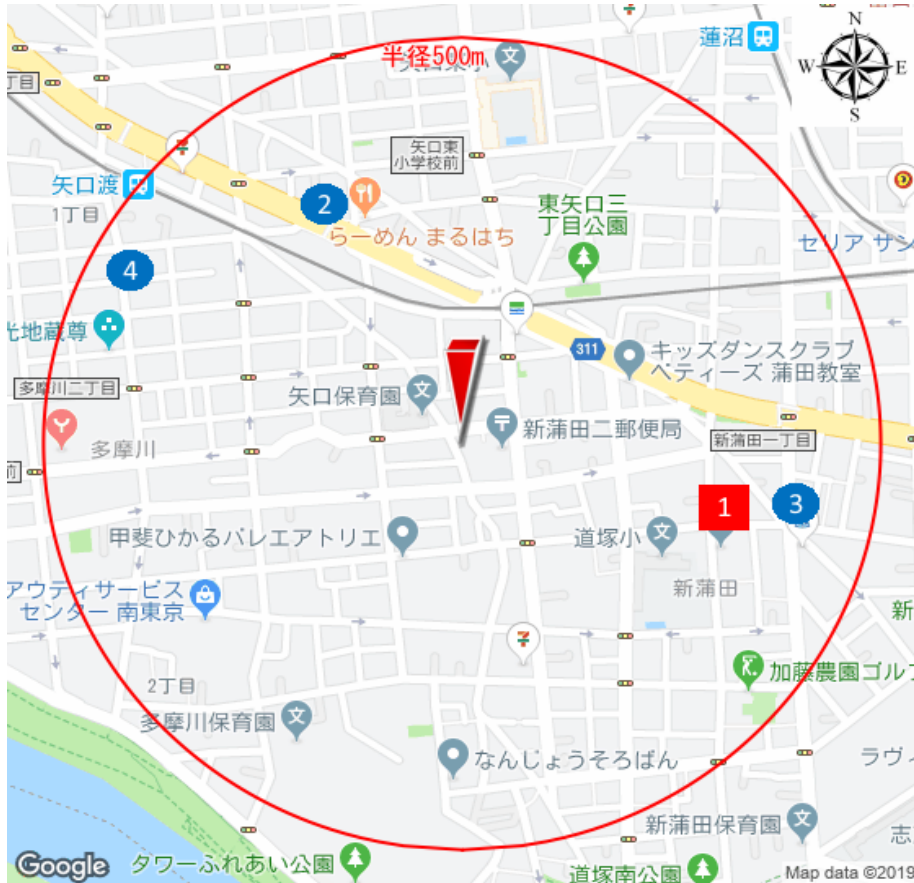 蓮沼
N
W E
S
半径500m
丁目
矢口東
小学校前
矢口渡
1丁目
2
東矢口三
丁目公園
らーめん まるはち
セリア サン
4
光地蔵尊
311
キッズダンスクラブ
ベティーズ 蒲田教室
多摩川二丁目
矢口保育園
新蒲田二郵便局
新蒲田一丁目
多摩川
前
1
3
甲斐ひかるバレエアトリエ
道塚小
新蒲田
アウティサービス
センター 南東京
新
2丁目
加藤農園ゴルフ
多摩川保育園
なんじょうそろばん
ラヴィ
新蒲田保育園
志
Google
タワーふれあい公園
道塚南公園
Map data ©2019